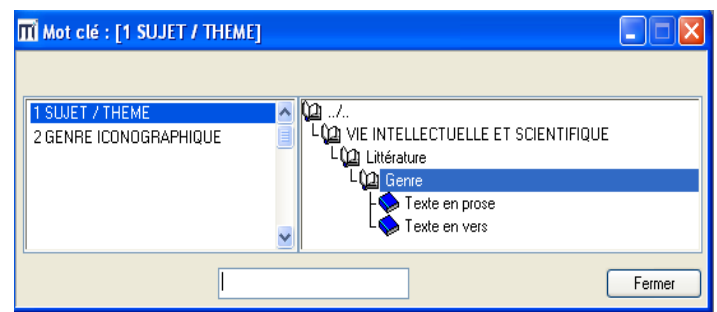 Mot clé : [1 SUJET / THEME]
1 SUJET / THEME
2 GENRE ICONOGRAPHIQUE
../..
VIE INTELLECTUELLE ET SCIENTIFIQUE
Littérature
Genre
Texte en prose
Texte en vers
Fermer